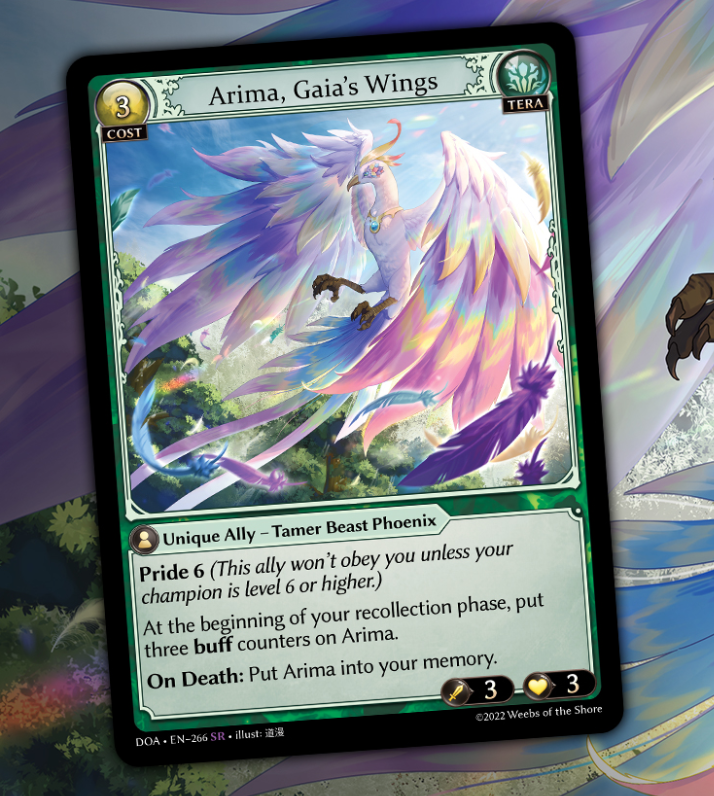 3
COST
Arima, Gaia's Wings
TERA
Unique Ally – Tamer Beast Phoenix
Pride 6 (This ally won't obey you unless your
champion is level 6 or higher.)
At the beginning of your recollection phase, put
three buff counters on Arima.
On Death: Put Arima into your memory.
3
3
DOA • EN–266 SR • illust: 道漫
©2022 Weebs of the Shore